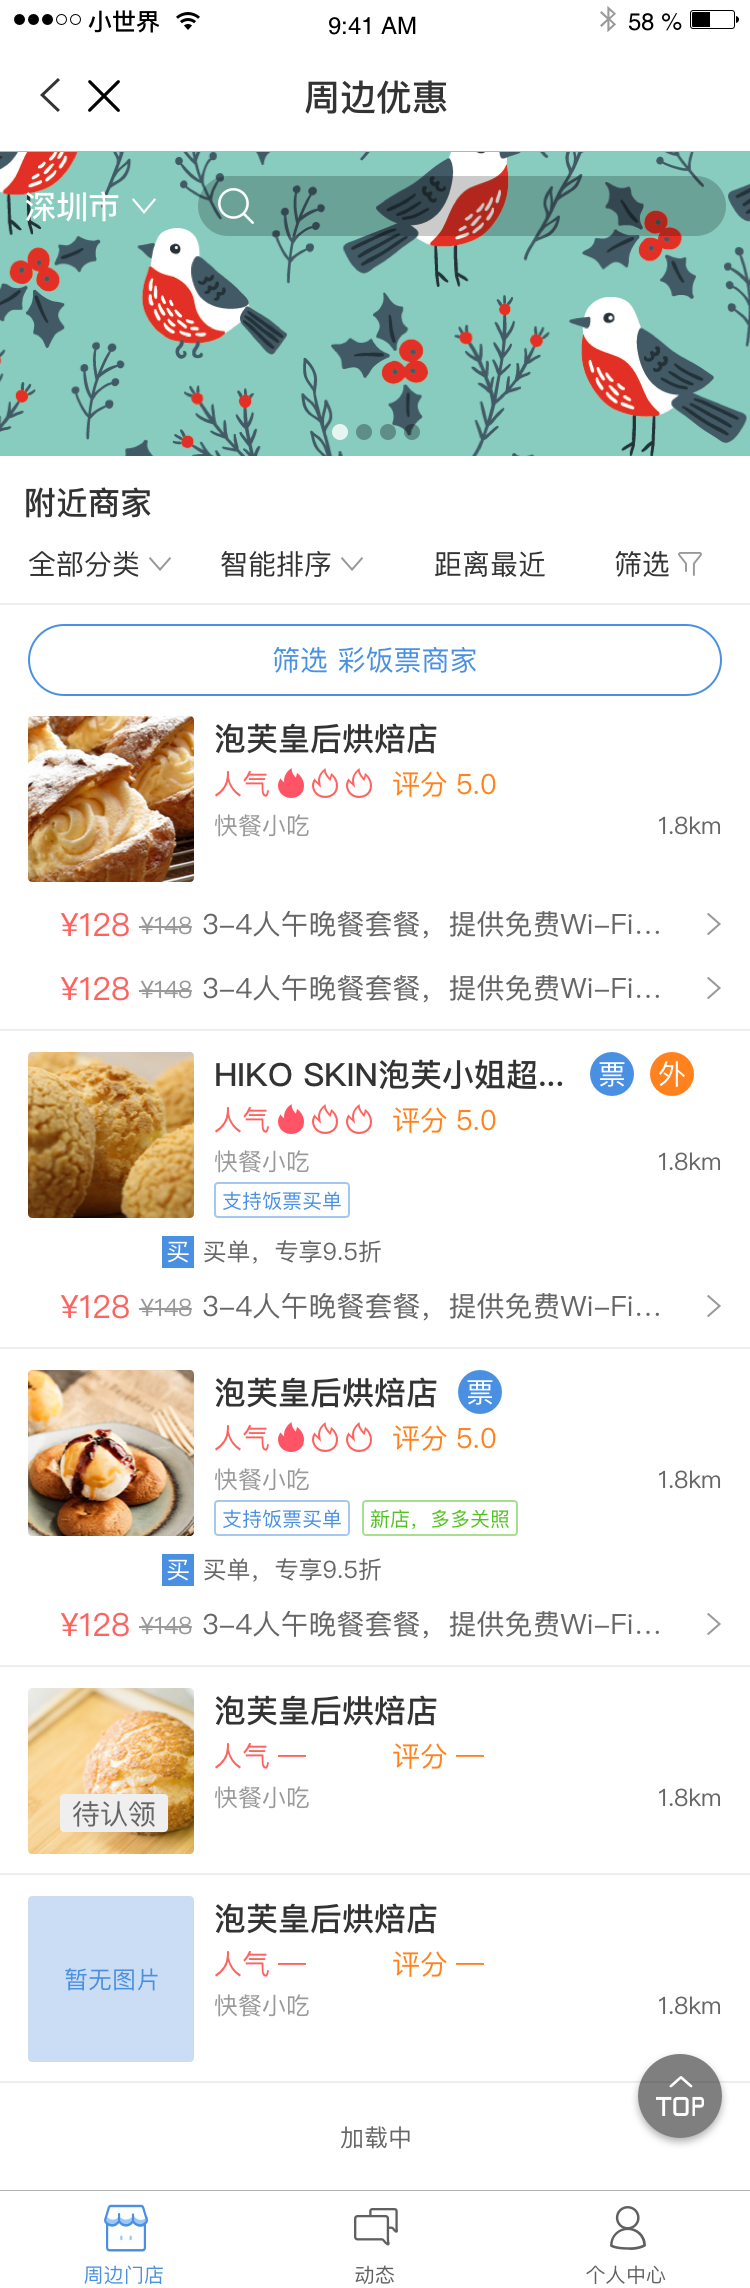 小世界
9:41 AM
58 %
周边优惠
深圳市
附近商家
全部分类 智能排序 距离最近 筛选
筛选 彩饭票商家
泡芙皇后烘焙店
人气 评分 5.0
快餐小吃 1.8km
¥128 ¥148 3-4人午晚餐套餐，提供免费Wi-Fi...
¥128 ¥148 3-4人午晚餐套餐，提供免费Wi-Fi...
HIKO SKIN泡芙小姐超... 票 外
人气 评分 5.0
快餐小吃 1.8km
支持饭票买单
买 买单，专享9.5折
¥128 ¥148 3-4人午晚餐套餐，提供免费Wi-Fi...
泡芙皇后烘焙店 票
人气 评分 5.0
快餐小吃 1.8km
支持饭票买单 新店，多多关照
买 买单，专享9.5折
¥128 ¥148 3-4人午晚餐套餐，提供免费Wi-Fi...
泡芙皇后烘焙店
人气 — 评分 —
快餐小吃 1.8km
待认领
泡芙皇后烘焙店
人气 — 评分 —
暂无图片
快餐小吃 1.8km
TOP
加载中
周边门店 动态 个人中心